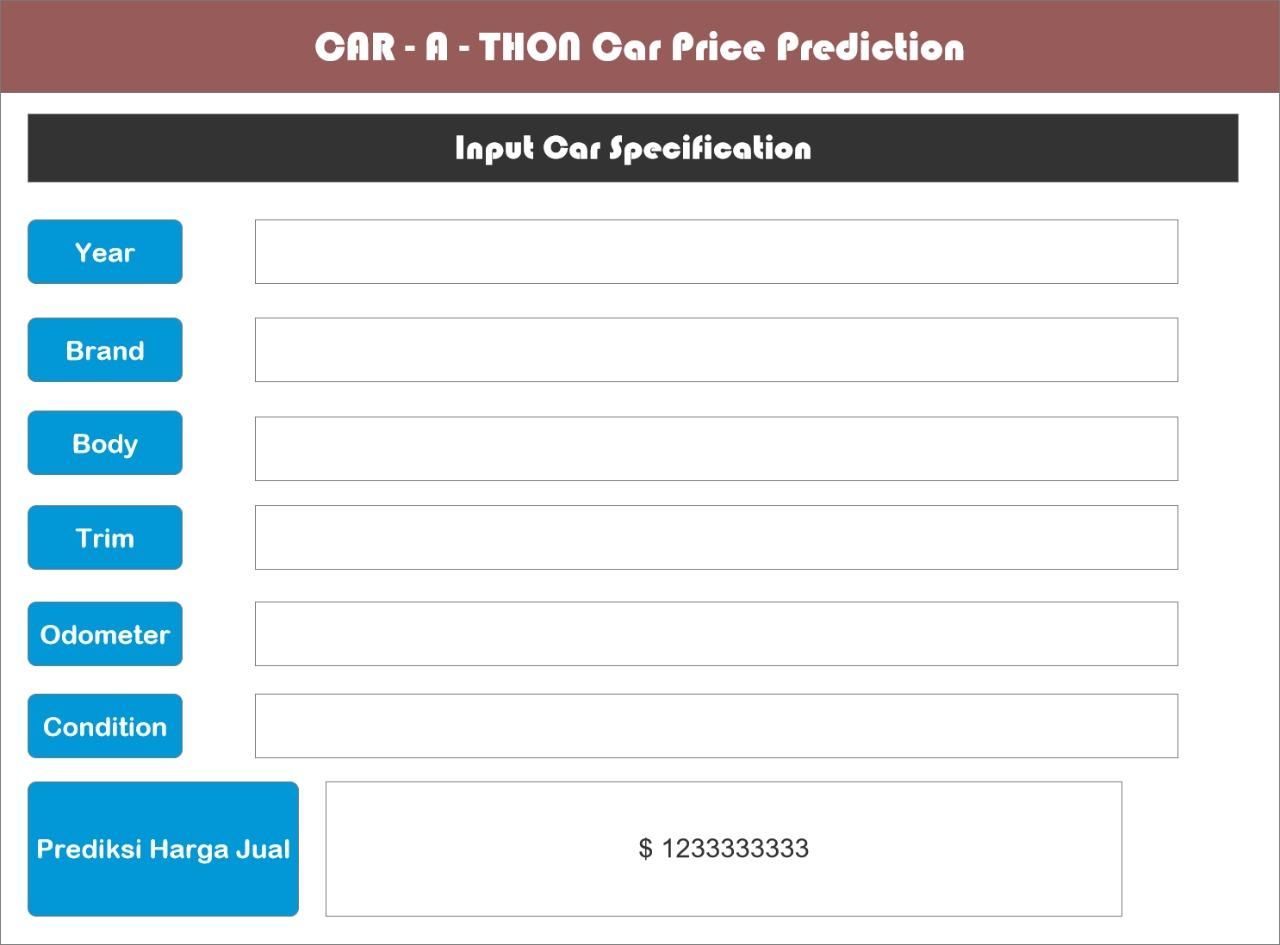 CAR - A - THON Car Price Prediction
Input Car Specification
Year
Brand
Body
Trim
Odometer
Condition
Prediksi Harga Jual
$ 1233333333